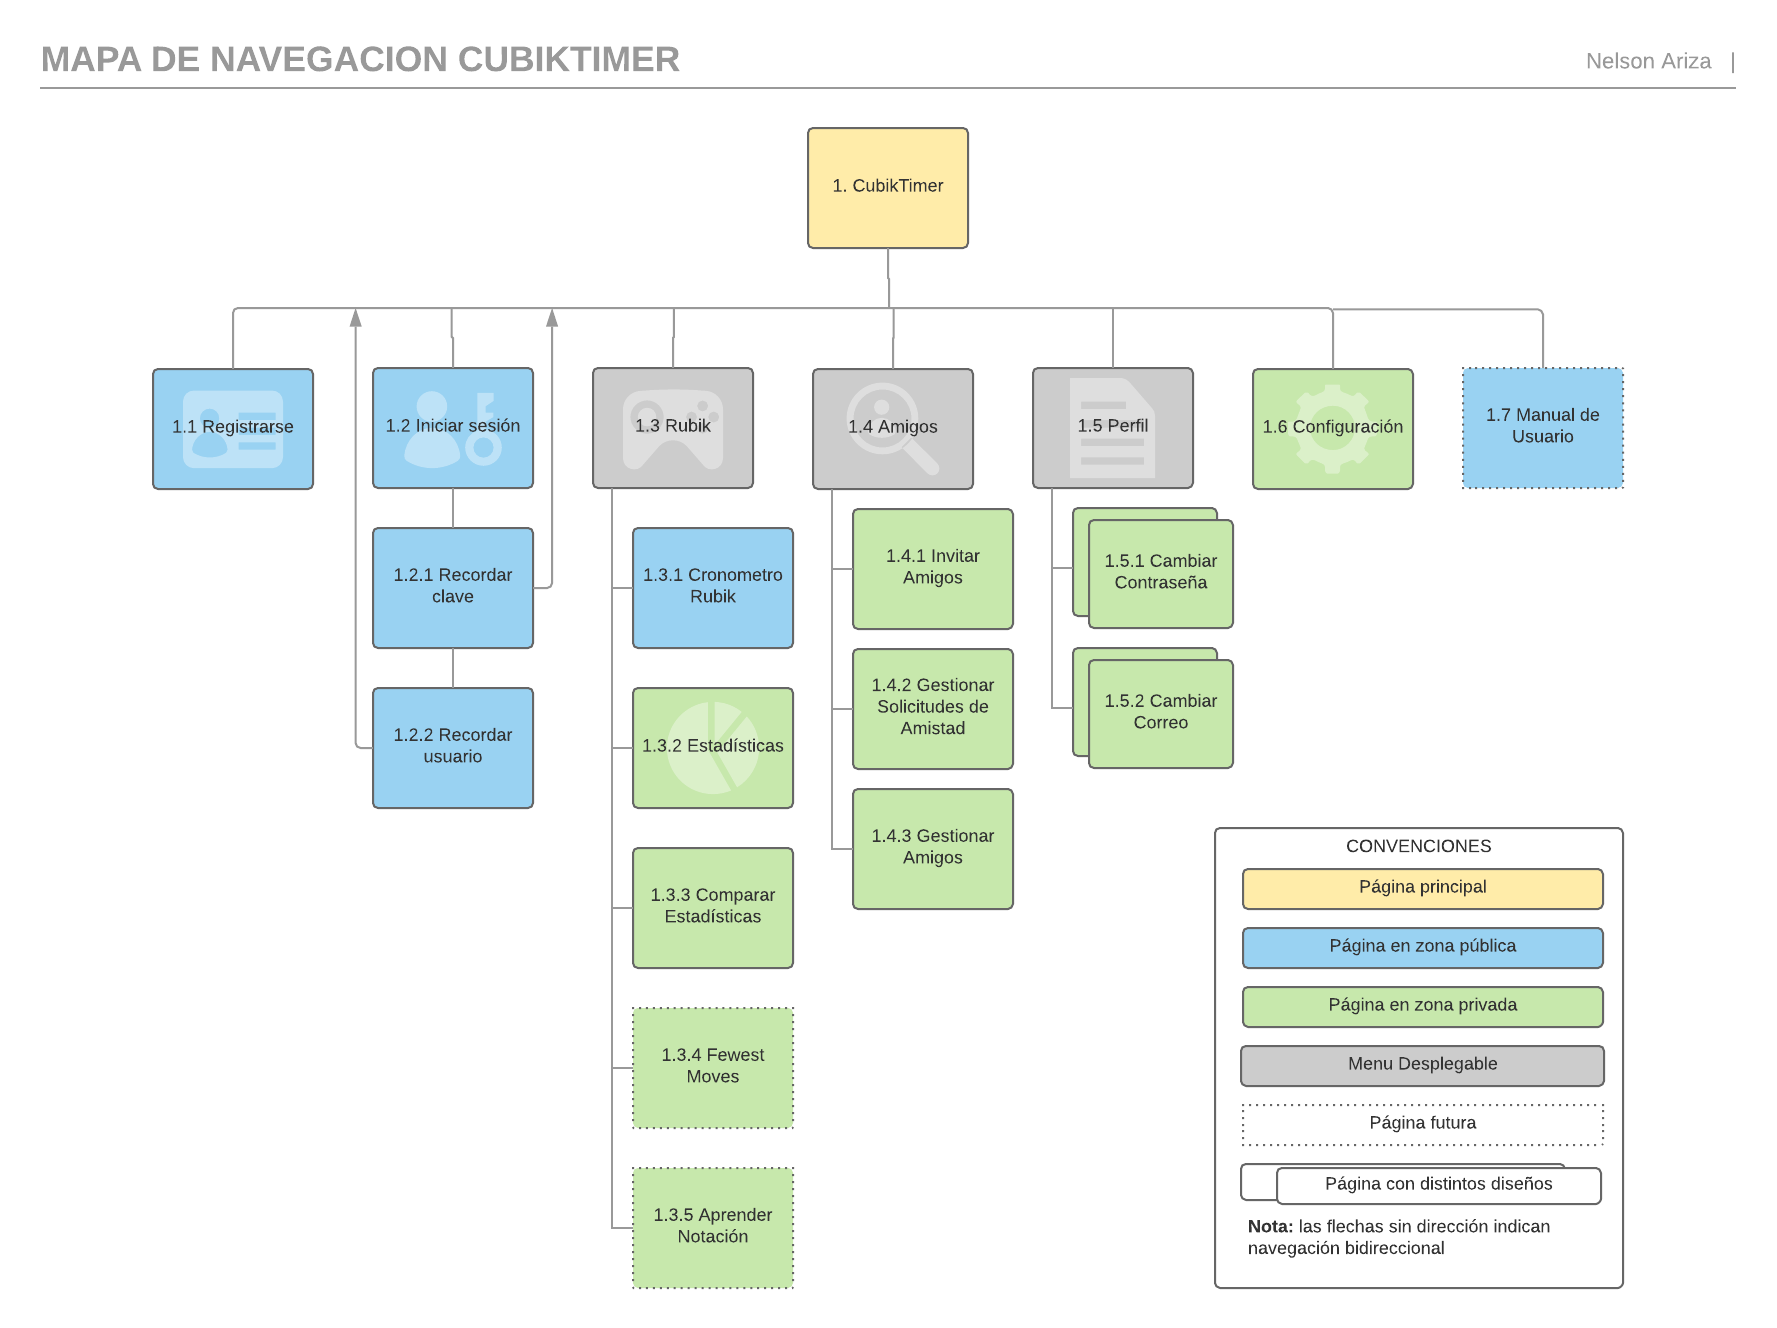 MAPA DE NAVEGACION CUBIKTIMER
Nelson Ariza |
1. CubikTimer
1.1 Registrarse
1.2 Iniciar sesión
1.3 Rubik
1.4 Amigos
1.5 Perfil
1.6 Configuración
1.7 Manual de
Usuario
1.2.1 Recordar
clave
1.2.2 Recordar
usuario
1.3.1 Cronometro
Rubik
1.3.2 Estadísticas
1.3.3 Comparar
Estadísticas
1.3.4 Fewest
Moves
1.3.5 Aprender
Notación
1.4.1 Invitar
Amigos
1.4.2 Gestionar
Solicitudes de
Amistad
1.4.3 Gestionar
Amigos
1.5.1 Cambiar
Contraseña
1.5.2 Cambiar
Correo
CONVENCIONES
Página principal
Página en zona pública
Página en zona privada
Menu Desplegable
Página futura
Página con distintos diseños
Nota: las flechas sin dirección indican
navegación bidireccional